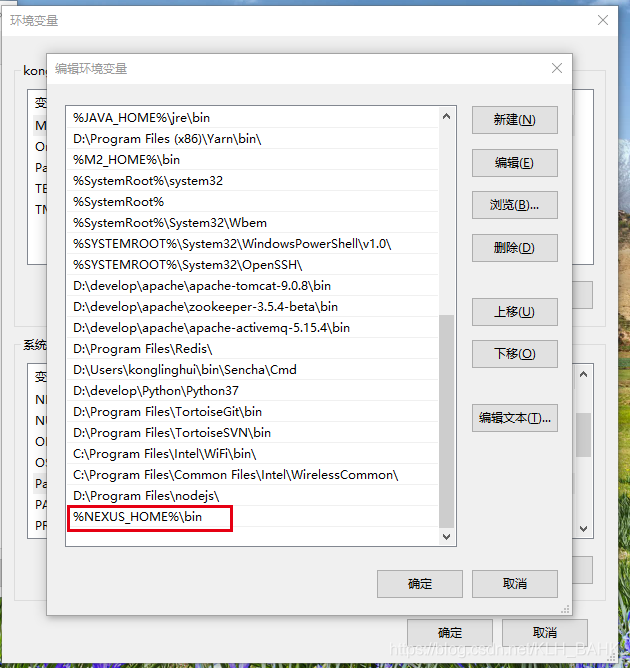 环境变量
编辑环境变量
kong
变
M
Or
Pa
TE
TM
%JAVA_HOME%\jre\bin
D:\Program Files (x86)\Yarn\bin\
%M2_HOME%\bin
%SystemRoot%\system32
%SystemRoot%
%SystemRoot%\System32\Wbem
%SYSTEMROOT%\System32\WindowsPowerShell\v1.0\
%SYSTEMROOT%\System32\OpenSSH\
D:\develop\apache\apache-tomcat-9.0.8\bin
D:\develop\apache\zookeeper-3.5.4-beta\bin
D:\develop\apache\apache-activemq-5.15.4\bin
D:\Program Files\Redis\
D:\Users\konglinghui\bin\Sencha\Cmd
D:\develop\Python\Python37
D:\Program Files\TortoiseGit\bin
D:\Program Files\TortoiseSVN\bin
C:\Program Files\Intel\WiFi\bin\
C:\Program Files\Common Files\Intel\WirelessCommon\
D:\Program Files\nodejs\
%NEXUS_HOME%\bin
新建(N)
编辑(E)
浏览(B)...
删除(D)
上移(U)
下移(O)
编辑文本(T)...
系统
变
NI
NU
OI
OS
Pa
PA
PF
确定
取消
确定
取消
https://blog.csdn.net/KLH_BAHK